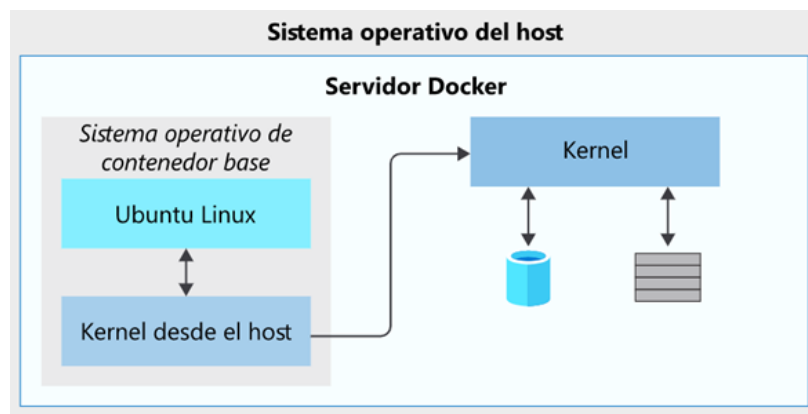 Sistema operativo del host
Servidor Docker
Sistema operativo de
contenedor base
Ubuntu Linux
Kernel desde el host
Kernel